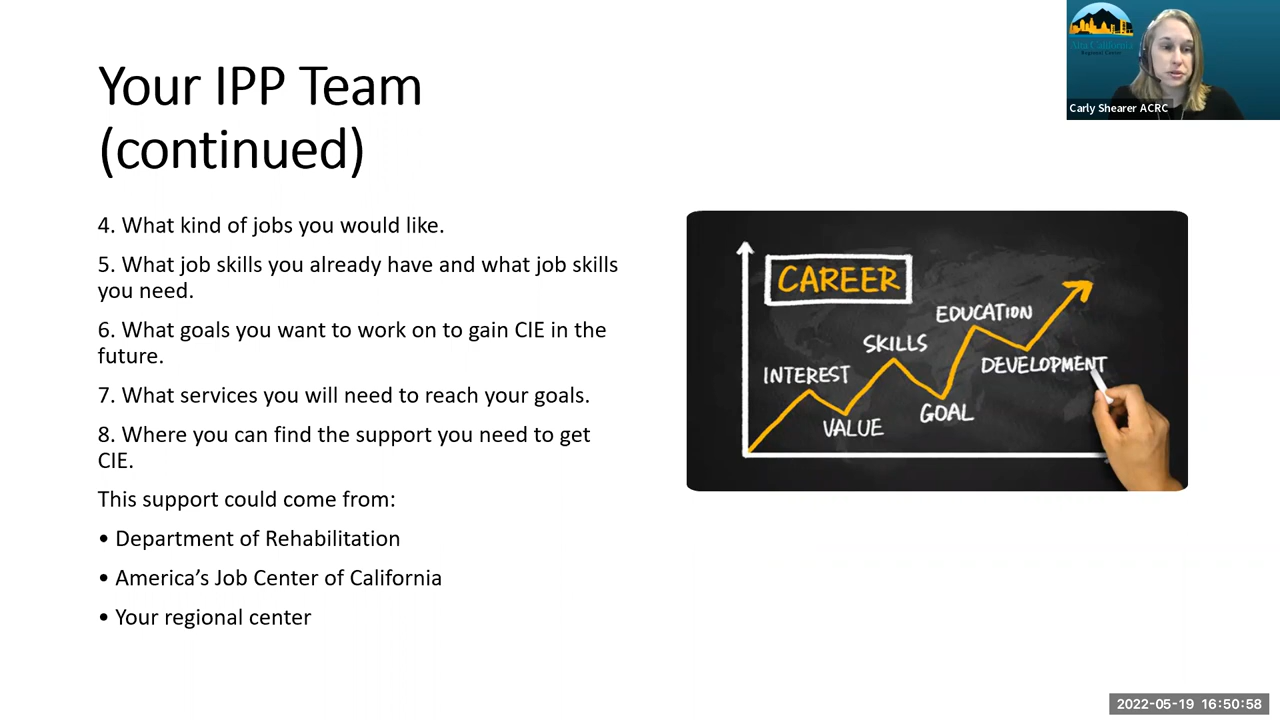 Your IPP Team
(continued)
4. What kind of jobs you would like.
5. What job skills you already have and what job skills
you need.
6. What goals you want to work on to gain CIE in the
future.
7. What services you will need to reach your goals.
8. Where you can find the support you need to get
CIE.
This support could come from:
• Department of Rehabilitation
• America’s Job Center of California
• Your regional center
CAREER
EDUCATION
SKILLS
DEVELOPMENT
INTEREST
GOAL
VALUE
Alta California
Regional Center
Carly Shearer ACRC
2022-05-19 16:50:58